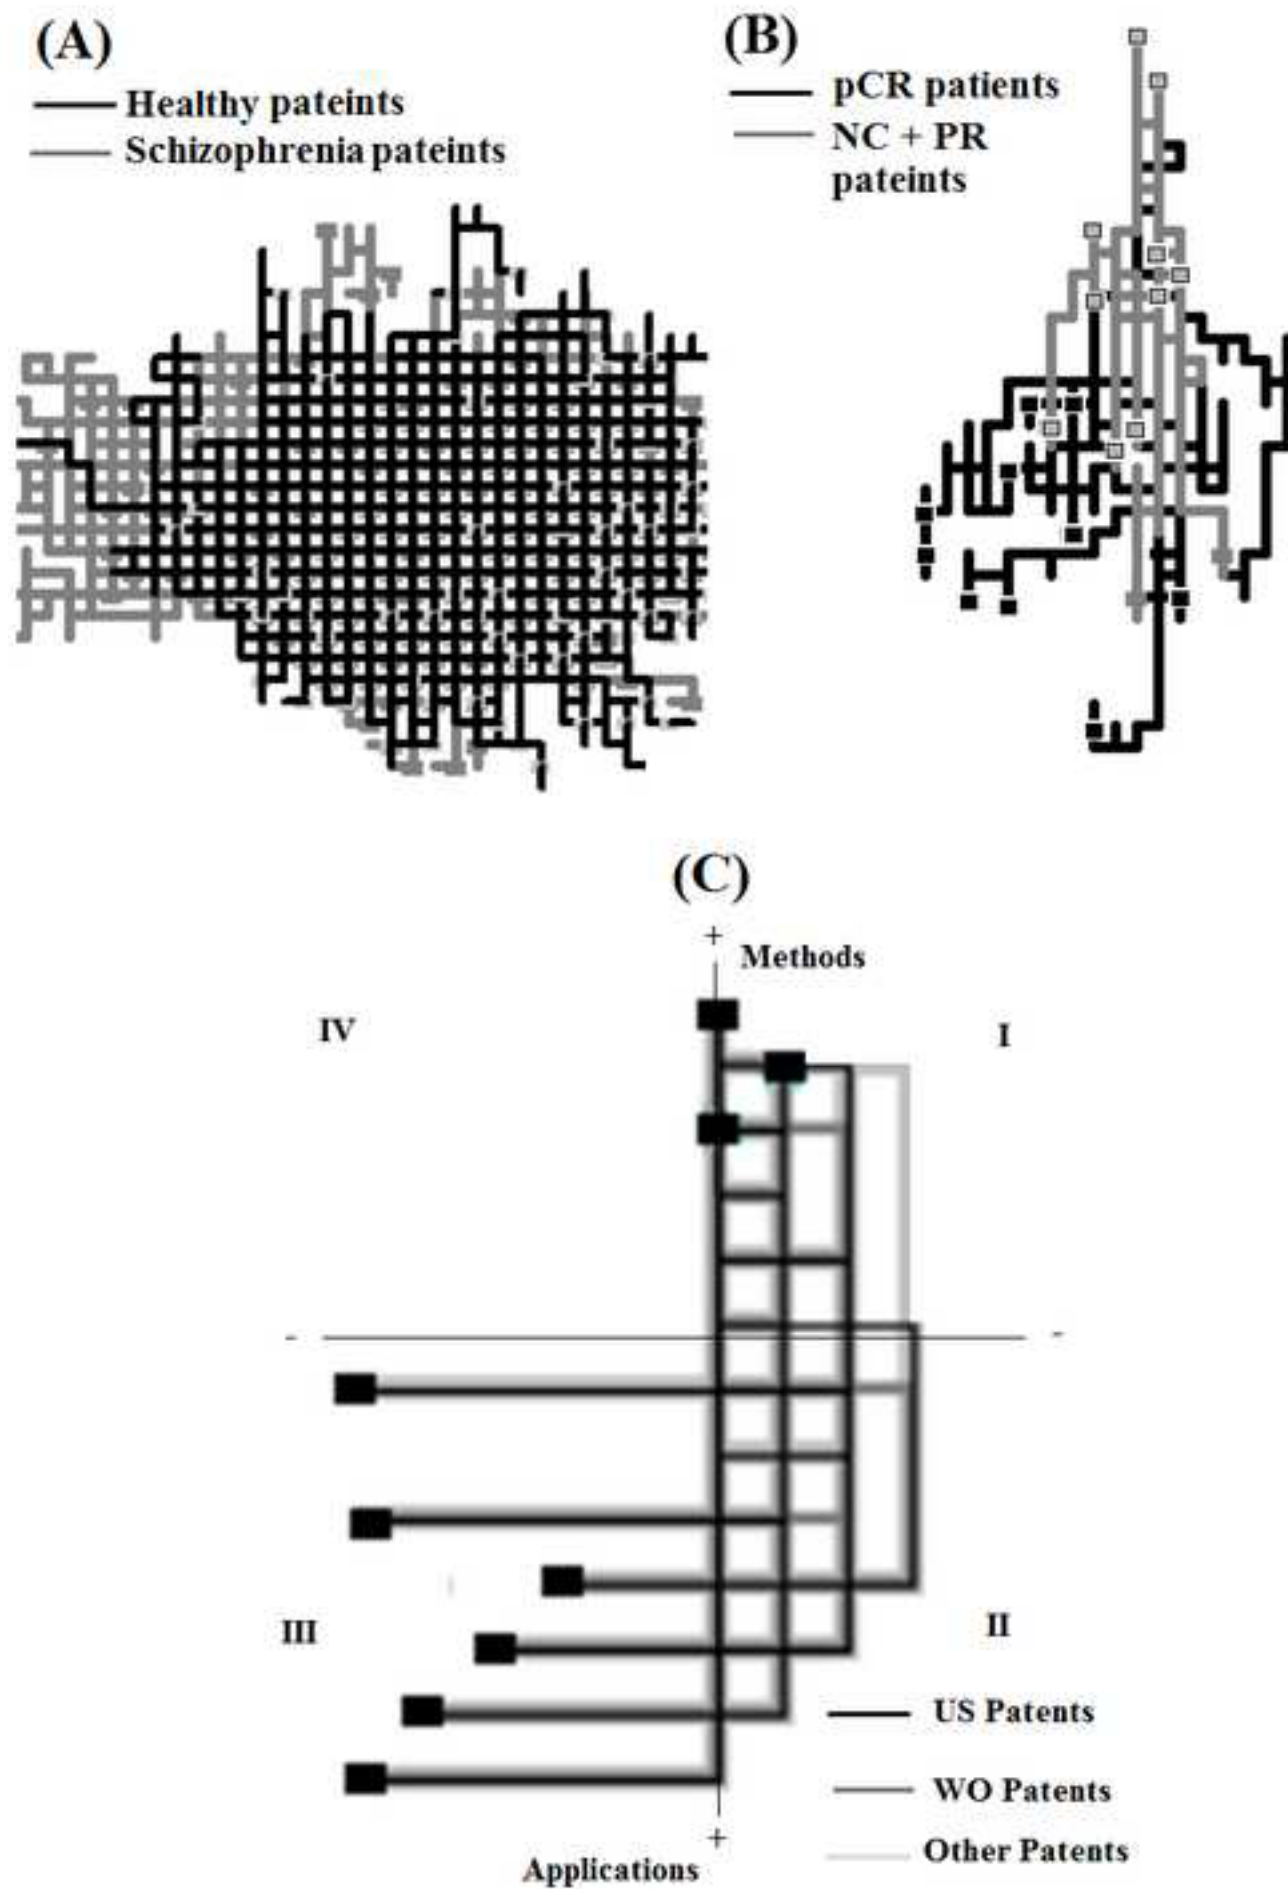 (A)
Healthy pateints
Schizophrenia pateints
(B)
pCR patients
NC + PR
pateints
(C)
+
Methods
IV
I
-
-
III
II
US Patents
WO Patents
Other Patents
+
Applications